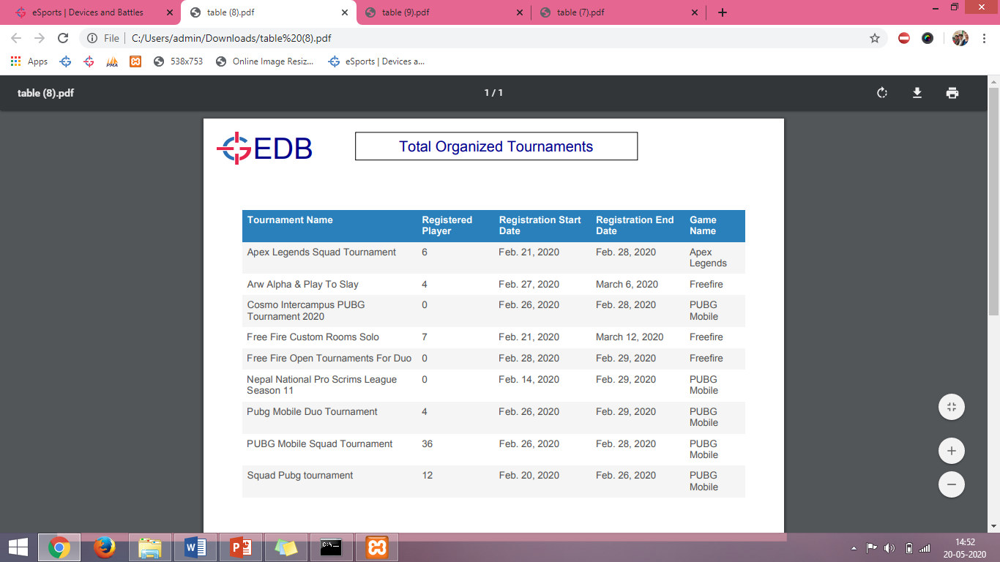 eSports | Devices and Battles
table (8).pdf
table (9).pdf
table (7).pdf
File
C:/Users/admin/Downloads/table%20(8).pdf
Apps
PMA
538x753
Online Image Resiz...
eSports | Devices a...
table (8).pdf
1 / 1
EDB
Total Organized Tournaments
Tournament Name Registered Player Registration Start Date Registration End Date Game Name
Apex Legends Squad Tournament 6 Feb. 21, 2020 Feb. 28, 2020 Apex Legends
Arw Alpha & Play To Slay 4 Feb. 27, 2020 March 6, 2020 Freefire
Cosmo Intercampus PUBG Tournament 2020 0 Feb. 26, 2020 Feb. 28, 2020 PUBG Mobile
Free Fire Custom Rooms Solo 7 Feb. 21, 2020 March 12, 2020 Freefire
Free Fire Open Tournaments For Duo 0 Feb. 28, 2020 Feb. 29, 2020 Freefire
Nepal National Pro Scrims League Season 11 0 Feb. 14, 2020 Feb. 29, 2020 PUBG Mobile
Pubg Mobile Duo Tournament 4 Feb. 26, 2020 Feb. 29, 2020 PUBG Mobile
PUBG Mobile Squad Tournament 36 Feb. 26, 2020 Feb. 28, 2020 PUBG Mobile
Squad Pubg tournament 12 Feb. 20, 2020 Feb. 26, 2020 PUBG Mobile
14:52
20-05-2020